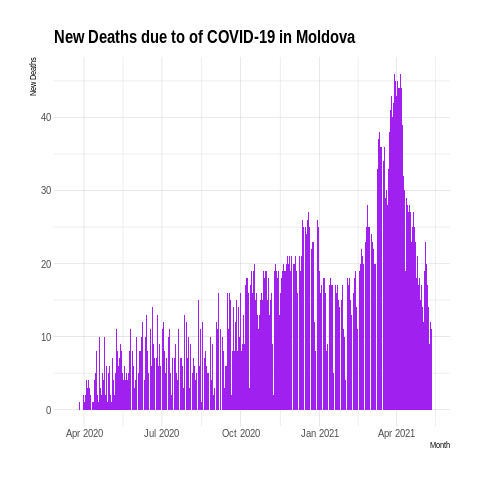 New Deaths due to of COVID-19 in Moldova
New Deaths
40
30
20
10
0
Apr 2020 Jul 2020 Oct 2020 Jan 2021 Apr 2021
Month